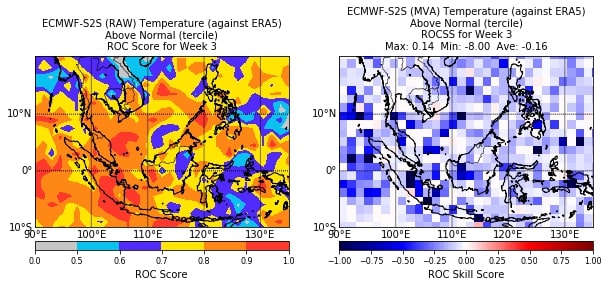 ECMWF-S2S (RAW) Temperature (against ERA5)
Above Normal (tercile)
ROC Score for Week 3
10°N
0°
10°S
90°E 100°E 110°E 120°E 130°E
0.0 0.5 0.6 0.7 0.8 0.9 1.0
ROC Score
ECMWF-S2S (MVA) Temperature (against ERA5)
Above Normal (tercile)
ROCSS for Week 3
Max: 0.14 Min: -8.00 Ave: -0.16
10°N
0°
10°S
90°E 100°E 110°E 120°E 130°E
−1.00 −0.75 −0.50 −0.25 0.00 0.25 0.50 0.75 1.00
ROC Skill Score